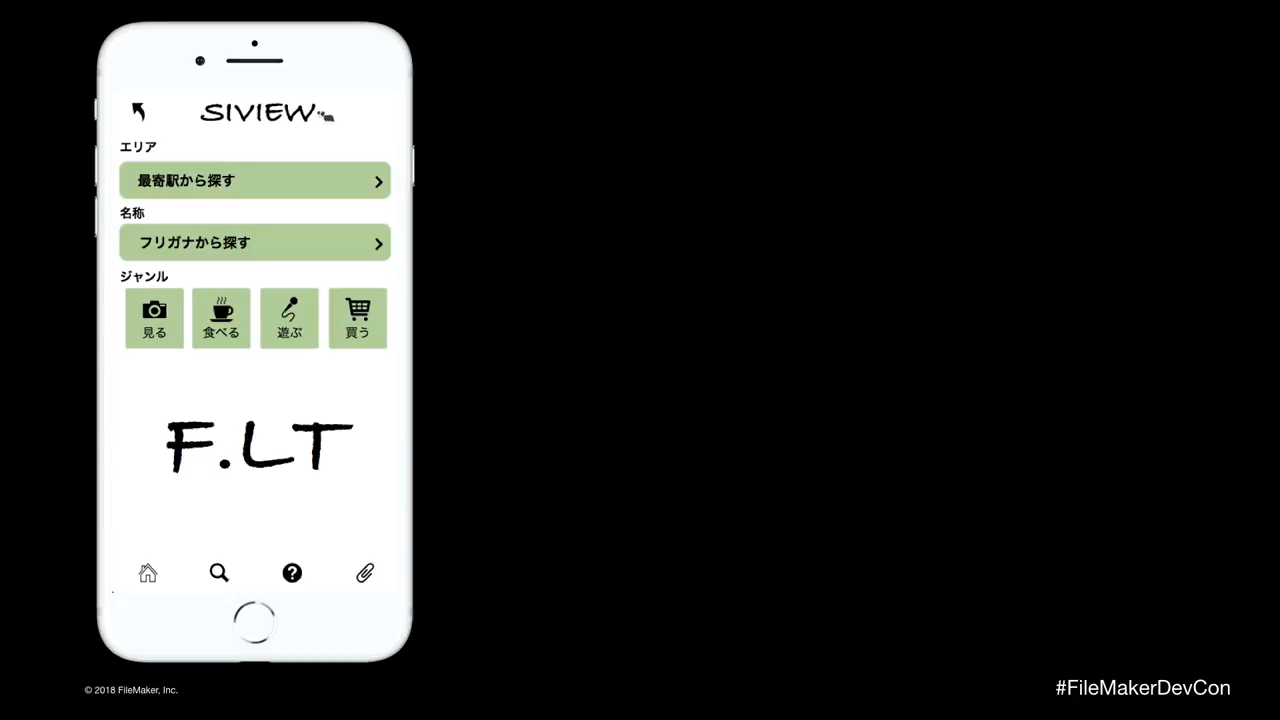 SIVIEW
エリア
最寄駅から探す
名称
フリガナから探す
ジャンル
見る 食べる 遊ぶ 買う
F.LT
© 2018 FileMaker, Inc.
#FileMakerDevCon